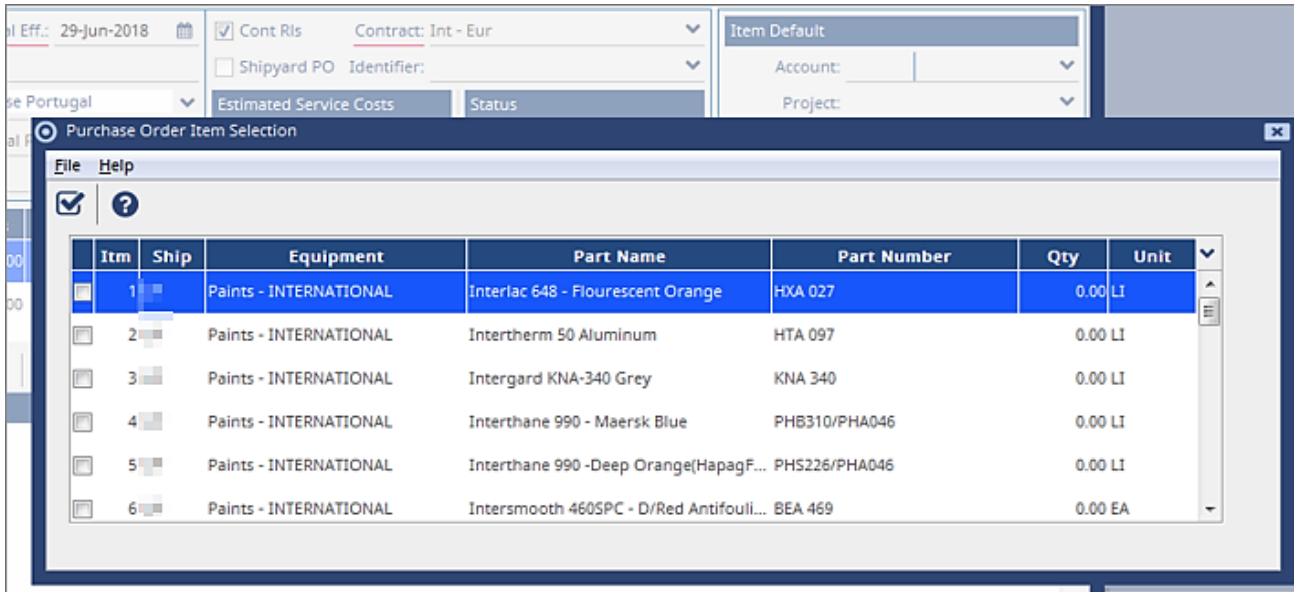 al Eff.: 29-Jun-2018 Cont Rls Contract: Int - Eur Item Default
Shipyard PO Identifier: Account:
se Portugal Estimated Service Costs Status Project:
Purchase Order Item Selection
File Help
Itm Ship Equipment Part Name Part Number Qty Unit
1 Paints - INTERNATIONAL Interlac 648 - Flourescent Orange HXA 027 0.00 LI
2 Paints - INTERNATIONAL Intertherm 50 Aluminum HTA 097 0.00 LI
3 Paints - INTERNATIONAL Intergard KNA-340 Grey KNA 340 0.00 LI
4 Paints - INTERNATIONAL Interthane 990 - Maersk Blue PHB310/PHA046 0.00 LI
5 Paints - INTERNATIONAL Interthane 990 -Deep Orange(HapagF... PHS226/PHA046 0.00 LI
6 Paints - INTERNATIONAL Intersmooth 460SPC - D/Red Antifouli... BEA 469 0.00 EA